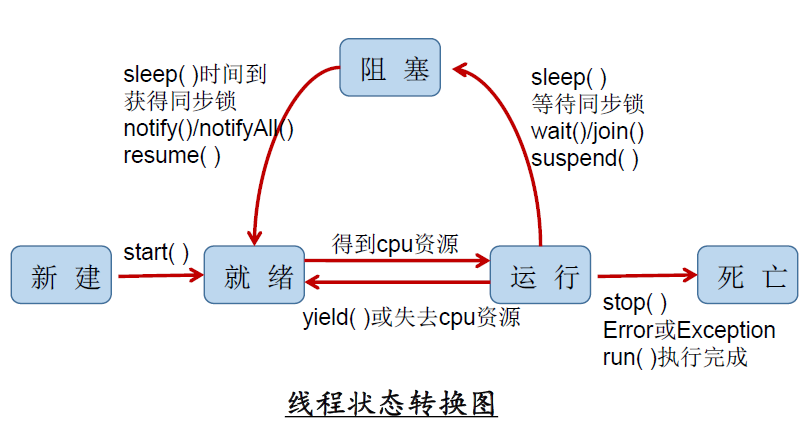 阻 塞
sleep( )时间到
获得同步锁
notify()/notifyAll()
resume( )
sleep( )
等待同步锁
wait()/join()
suspend( )
新 建
start( )
就 绪
得到cpu资源
yield( )或失去cpu资源
运 行
死 亡
stop( )
Error或Exception
run( )执行完成
线程状态转换图